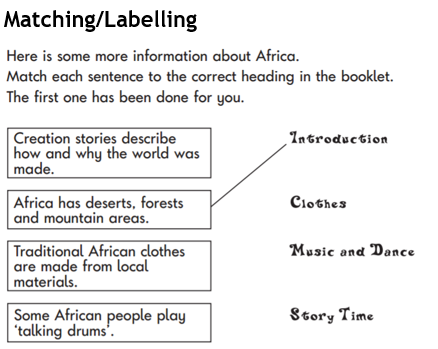 Matching/Labelling
Here is some more information about Africa.
Match each sentence to the correct heading in the booklet.
The first one has been done for you.
Creation stories describe
how and why the world was
made.
Introduction
Africa has deserts, forests
and mountain areas.
Clothes
Traditional African clothes
are made from local
materials.
Music and Dance
Some African people play
‘talking drums’.
Story Time